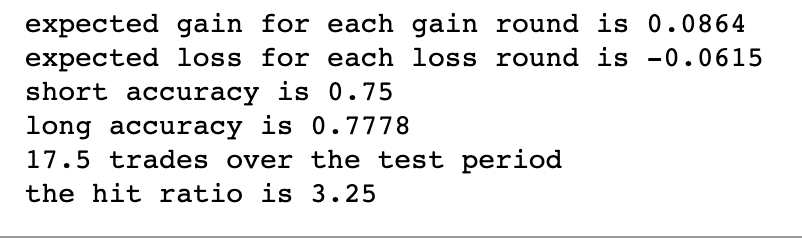 expected gain for each gain round is 0.0864
expected loss for each loss round is -0.0615
short accuracy is 0.75
long accuracy is 0.7778
17.5 trades over the test period
the hit ratio is 3.25